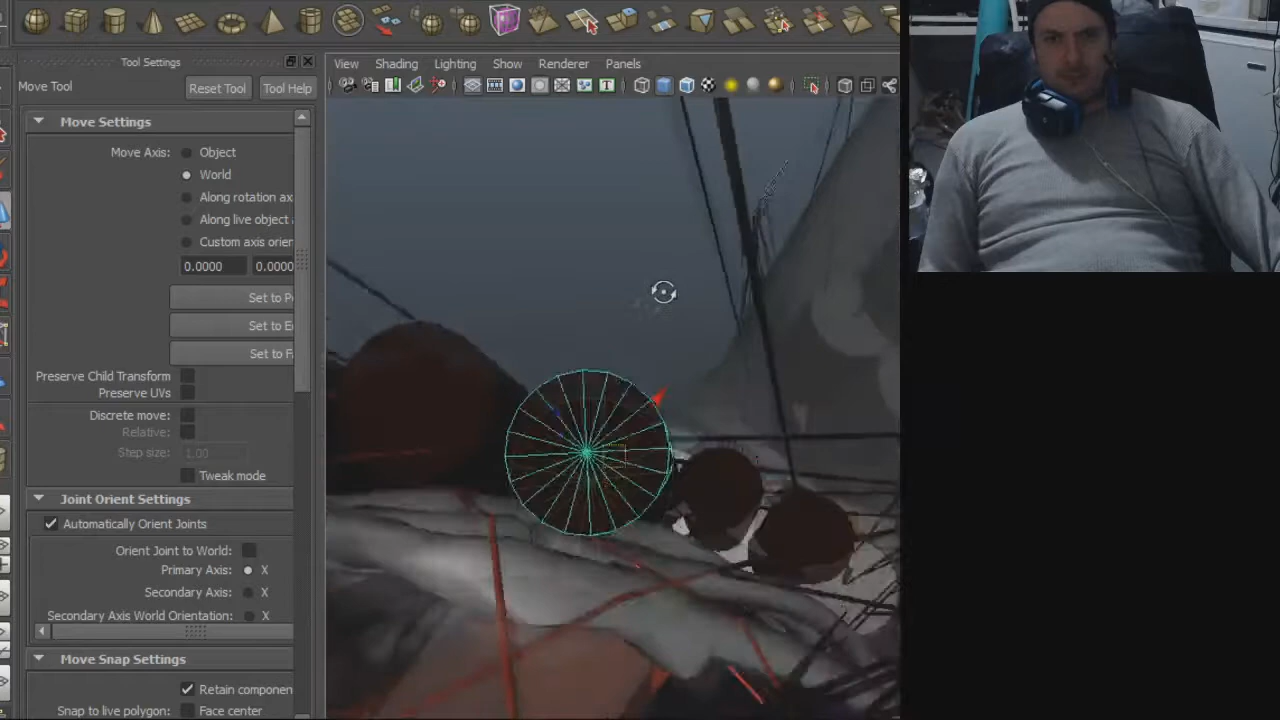 Tool Settings
Move Tool
Reset Tool
Tool Help
View Shading Lighting Show Renderer Panels
Move Settings
Move Axis: Object
World
Along rotation ax
Along live object
Custom axis orien
0.0000 0.0000
Set to P
Set to E
Set to F
Preserve Child Transform
Preserve UVs
Discrete move:
Relative:
Step size: 1.00
Tweak mode
Joint Orient Settings
Automatically Orient Joints
Orient Joint to World:
Primary Axis: X
Secondary Axis: X
Secondary Axis World Orientation: X
Move Snap Settings
Retain componen
Snap to live polygon: Face center